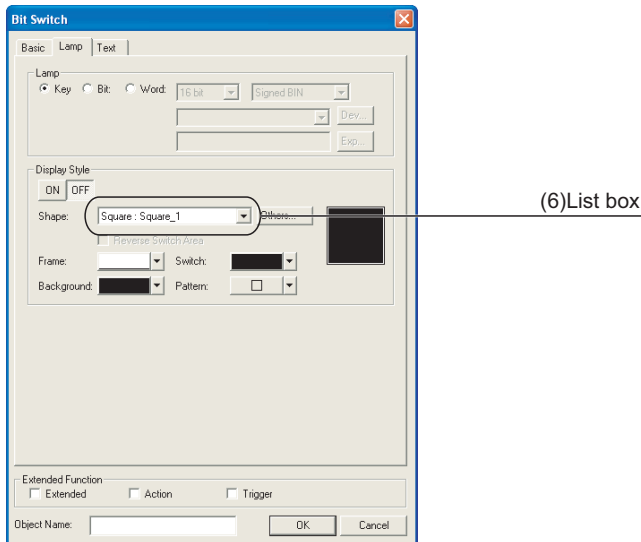 Bit Switch
Basic Lamp Text
Lamp
Key Bit: Word: 16 bit Signed BIN
Dev...
Exp...
Display Style
ON OFF
Shape: Square : Square_1 Others...
(6)List box
Reverse Switch Area
Frame: Switch:
Background: Pattern:
Extended Function
Extended Action Trigger
Object Name: OK Cancel